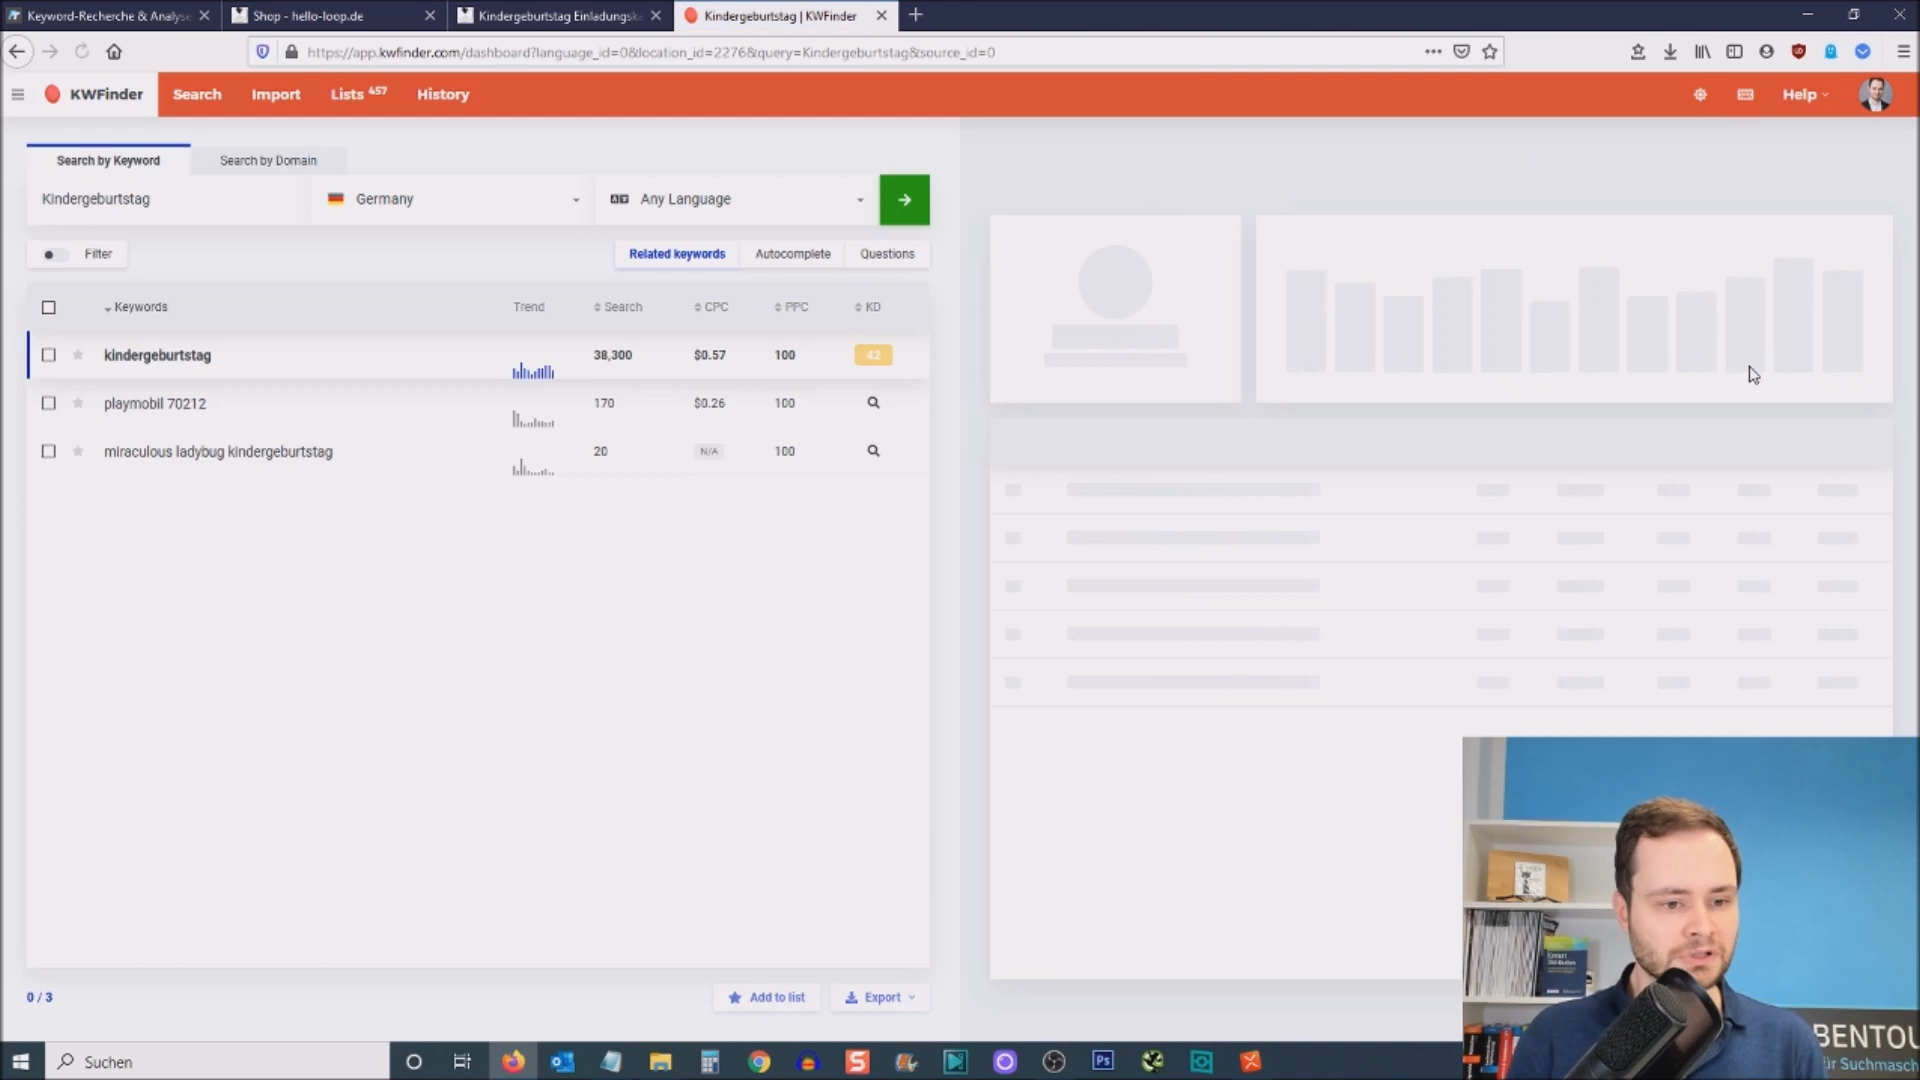 Keyword-Recherche & Analyse
Shop - hello-loop.de
Kindergeburtstag Einladungsk
Kindergeburtstag | KWFinder
https://app.kwfinder.com/dashboard?language_id=0&location_id=2276&query=Kindergeburtstag&source_id=0
KWFinder
Search
Import
Lists 457
History
Help
Search by Keyword
Search by Domain
Kindergeburtstag
Germany
Any Language
Filter
Related keywords
Autocomplete
Questions
Keywords
Trend
Search
CPC
PPC
KD
kindergeburtstag
38,300
$0.57
100
42
playmobil 70212
170
$0.26
100
miraculous ladybug kindergeburtstag
20
N/A
100
0 / 3
Add to list
Export
BENTOU
ür Suchmasch
Suchen
Ps